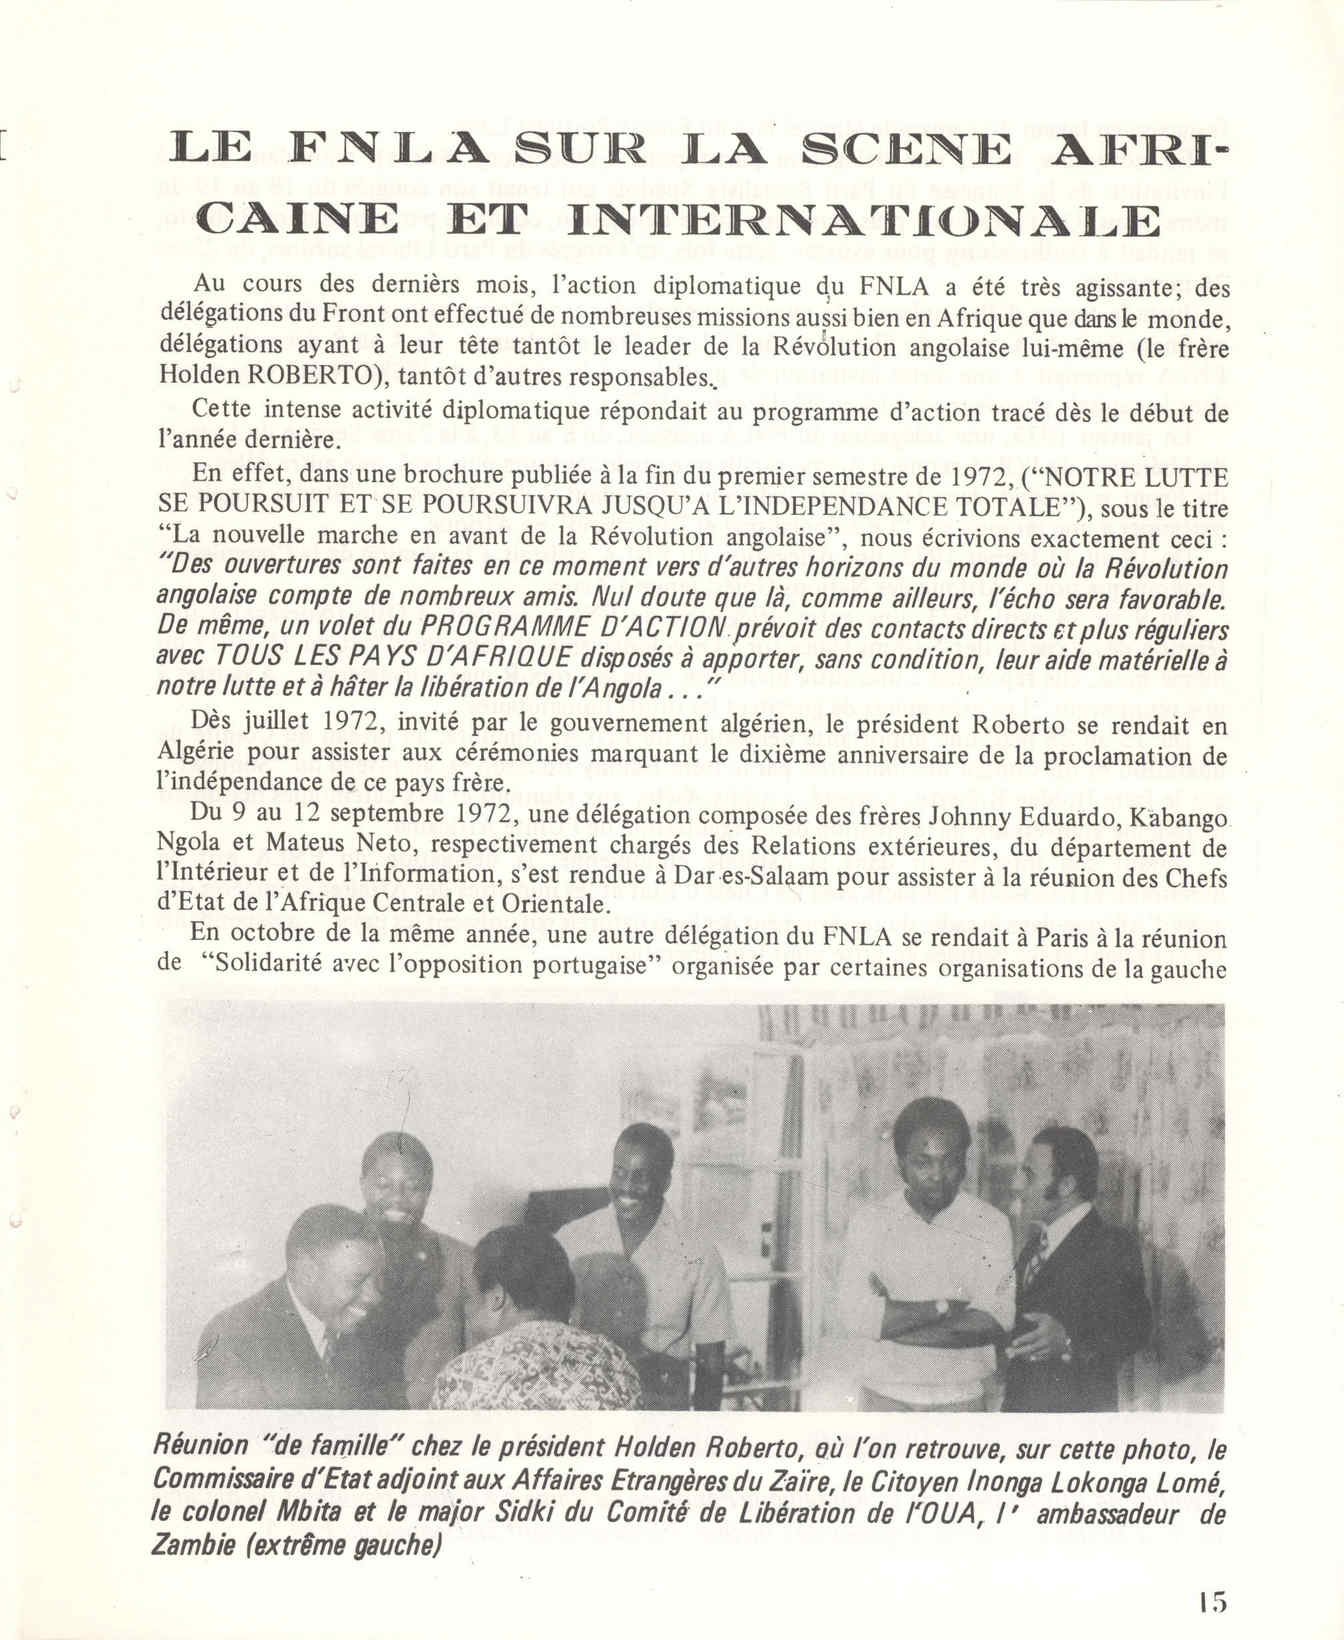 LE FNLA SUR LA SCENE AFRI-
CAINE ET INTERNATIONALE
Au cours des dernièrs mois, l'action diplomatique du FNLA a été très agissante; des
délégations du Front ont effectué de nombreuses missions aussi bien en Afrique que dans le monde,
délégations ayant à leur tête tantôt le leader de la Révolution angolaise lui-même (le frère
Holden ROBERTO), tantôt d'autres responsables.
Cette intense activité diplomatique répondait au programme d'action tracé dès le début de
l'année dernière.
En effet, dans une brochure publiée à la fin du premier semestre de 1972, ("NOTRE LUTTE
SE POURSUIT ET SE POURSUIVRA JUSQU'A L'INDEPENDANCE TOTALE"), sous le titre
"La nouvelle marche en avant de la Révolution angolaise", nous écrivions exactement ceci :
"Des ouvertures sont faites en ce moment vers d'autres horizons du monde où la Révolution
angolaise compte de nombreux amis. Nul doute que là, comme ailleurs, l'écho sera favorable.
De même, un volet du PROGRAMME D'ACTION prévoit des contacts directs et plus réguliers
avec TOUS LES PAYS D'AFRIQUE disposés à apporter, sans condition, leur aide matérielle à
notre lutte et à hâter la libération de l'Angola . . ."
Dès juillet 1972, invité par le gouvernement algérien, le président Roberto se rendait en
Algérie pour assister aux cérémonies marquant le dixième anniversaire de la proclamation de
l'indépendance de ce pays frère.
Du 9 au 12 septembre 1972, une délégation composée des frères Johnny Eduardo, Kabango
Ngola et Mateus Neto, respectivement chargés des Relations extérieures, du département de
l'Intérieur et de l'Information, s'est rendue à Dar-es-Salaam pour assister à la réunion des Chefs
d'Etat de l'Afrique Centrale et Orientale.
En octobre de la même année, une autre délégation du FNLA se rendait à Paris à la réunion
de "Solidarité avec l'opposition portugaise" organisée par certaines organisations de la gauche
Réunion "de famille" chez le président Holden Roberto, où l'on retrouve, sur cette photo, le
Commissaire d'Etat adjoint aux Affaires Etrangères du Zaïre, le Citoyen Inonga Lokonga Lomé,
le colonel Mbita et le major Sidki du Comité de Libération de l'OUA, l' ambassadeur de
Zambie (extrême gauche)
15